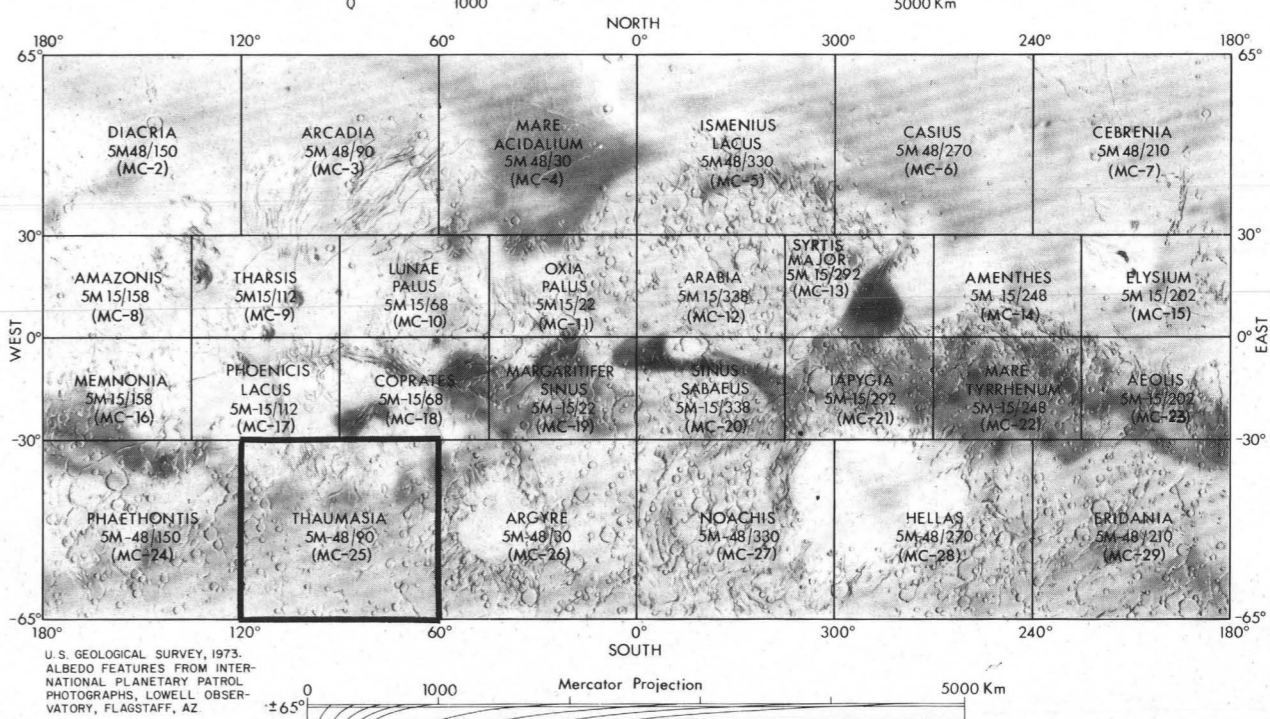 0 1000 5000 Km
NORTH
180° 120° 60° 0° 300° 240° 180°
65° 65°
DIACRIA
5M48/150
(MC-2)
ARCADIA
5M 48/90
(MC-3)
MARE
ACIDALIUM
5M 48/30
(MC-4)
ISMENIUS
LACUS
5M48/330
(MC-5)
CASIUS
5M 48/270
(MC-6)
CEBRENIA
5M 48/210
(MC-7)
30° 30°
AMAZONIS
5M 15/158
(MC-8)
THARSIS
5M15/112
(MC-9)
LUNAE
PALUS
5M 15/68
(MC-10)
OXIA
PALUS
5M15/22
(MC-11)
ARABIA
5M 15/338
(MC-12)
SYRTIS
MAJOR
5M 15/292
(MC-13)
AMENTHES
5M 15/248
(MC-14)
ELYSIUM
5M 15/202
(MC-15)
WEST 0° 0° EAST
MEMNONIA
5M-15/158
(MC-16)
PHOENICIS
LACUS
5M-15/112
(MC-17)
COPRATES
5M-15/68
(MC-18)
MARGARITIFER
SINUS
5M-15/22
(MC-19)
SINUS
SABAEUS
5M-15/338
(MC-20)
IAPYGIA
5M-15/292
(MC-21)
MARE
TYRRHENUM
5M-15/248
(MC-22)
AEOLIS
5M-15/202
(MC-23)
-30° -30°
PHAETHONTIS
5M-48/150
(MC-24)
THAUMASIA
5M-48/90
(MC-25)
ARGYRE
5M-48/30
(MC-26)
NOACHIS
5M-48/330
(MC-27)
HELLAS
5M-48/270
(MC-28)
ERIDANIA
5M-48/210
(MC-29)
-65° -65°
180° 120° 60° 0° 300° 240° 180°
SOUTH
U.S. GEOLOGICAL SURVEY, 1973.
ALBEDO FEATURES FROM INTER-
NATIONAL PLANETARY PATROL
PHOTOGRAPHS, LOWELL OBSER-
VATORY, FLAGSTAFF, AZ.
Mercator Projection
0 1000 5000 Km
±65°